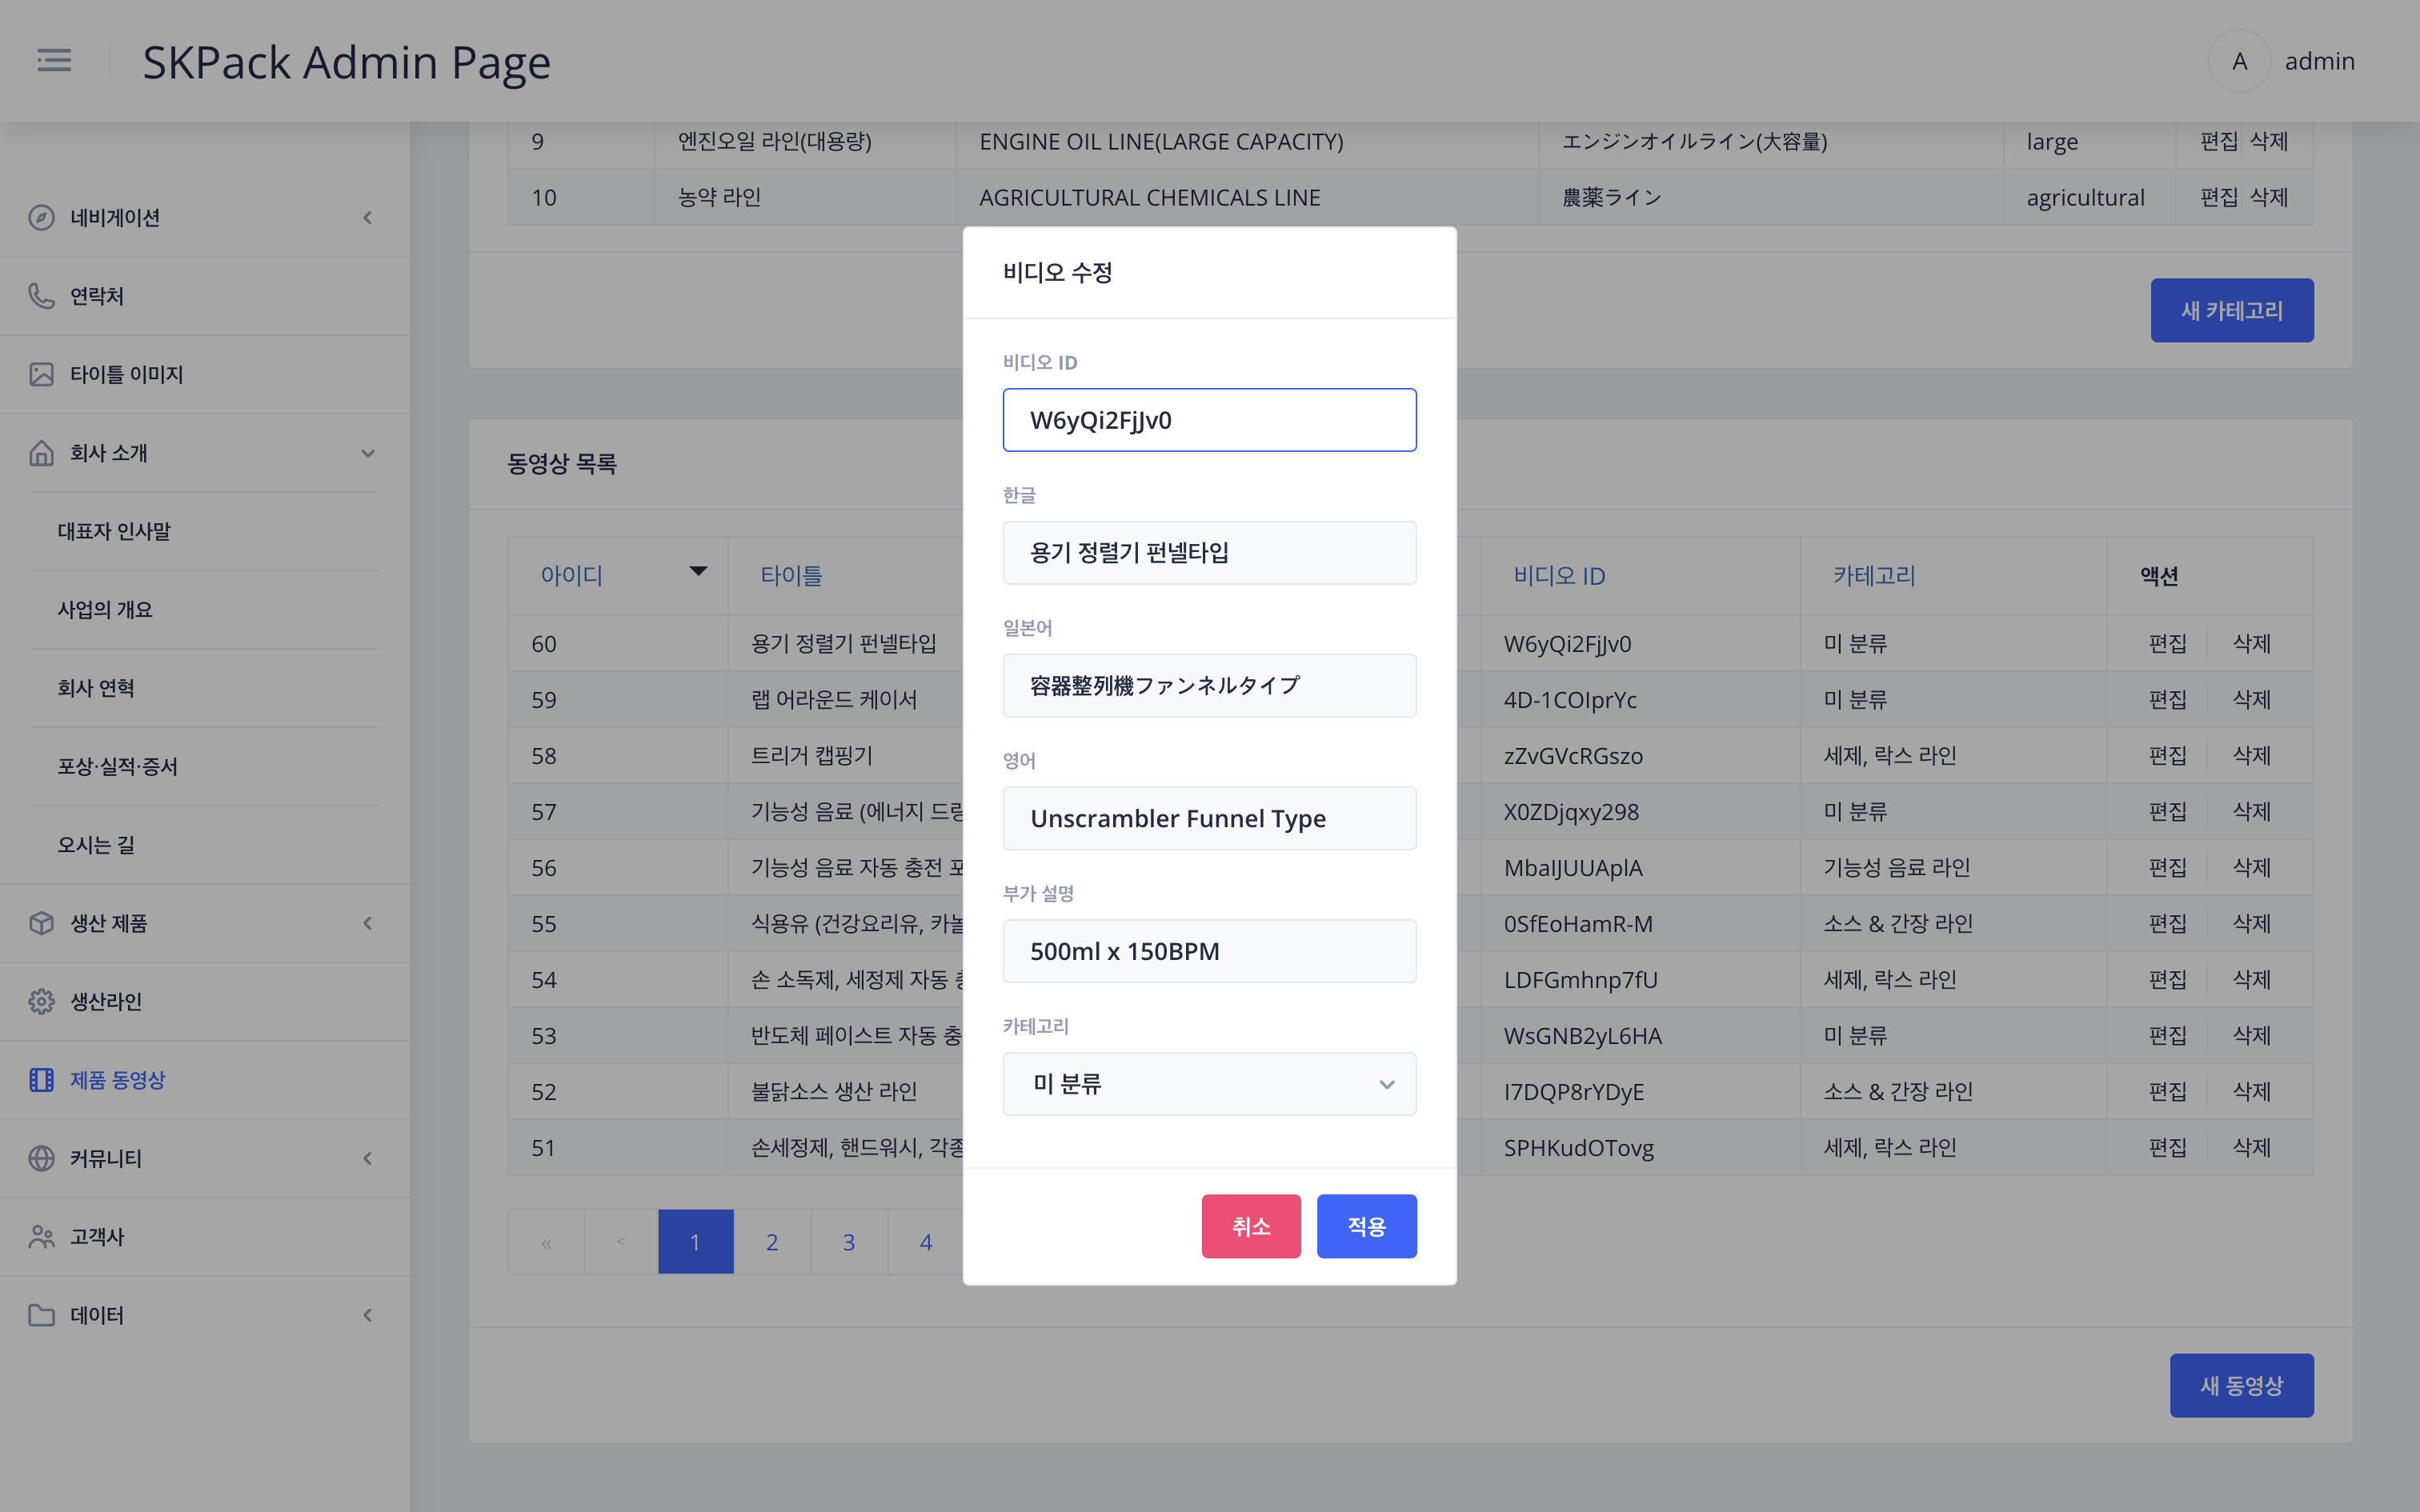 SKPack Admin Page
A admin
네비게이션
연락처
타이틀 이미지
회사 소개
대표자 인사말
사업의 개요
회사 연혁
포상·실적·증서
오시는 길
생산 제품
생산라인
제품 동영상
커뮤니티
고객사
데이터
9 엔진오일 라인(대용량) ENGINE OIL LINE(LARGE CAPACITY) エンジンオイルライン(大容量) large 편집 삭제
10 농약 라인 AGRICULTURAL CHEMICALS LINE 農薬ライン agricultural 편집 삭제
새 카테고리
동영상 목록
아이디 타이틀 비디오 ID 카테고리 액션
60 용기 정렬기 펀넬타입 W6yQi2FjJv0 미 분류 편집 삭제
59 랩 어라운드 케이서 4D-1COIprYc 미 분류 편집 삭제
58 트리거 캡핑기 zZvGVcRGszo 세제, 락스 라인 편집 삭제
57 기능성 음료 (에너지 드링 X0ZDjqxy298 미 분류 편집 삭제
56 기능성 음료 자동 충전 포 MbaIJUUAplA 기능성 음료 라인 편집 삭제
55 식용유 (건강요리유, 카놀 0SfEoHamR-M 소스 & 간장 라인 편집 삭제
54 손 소독제, 세정제 자동 LDFGmhnp7fU 세제, 락스 라인 편집 삭제
53 반도체 페이스트 자동 충 WsGNB2yL6HA 미 분류 편집 삭제
52 불닭소스 생산 라인 I7DQP8rYDyE 소스 & 간장 라인 편집 삭제
51 손세정제, 핸드워시, 각종 SPHKudOTovg 세제, 락스 라인 편집 삭제
« < 1 2 3 4
새 동영상
비디오 수정
비디오 ID
W6yQi2FjJv0
한글
용기 정렬기 펀넬타입
일본어
容器整列機ファンネルタイプ
영어
Unscrambler Funnel Type
부가 설명
500ml x 150BPM
카테고리
미 분류
취소 적용